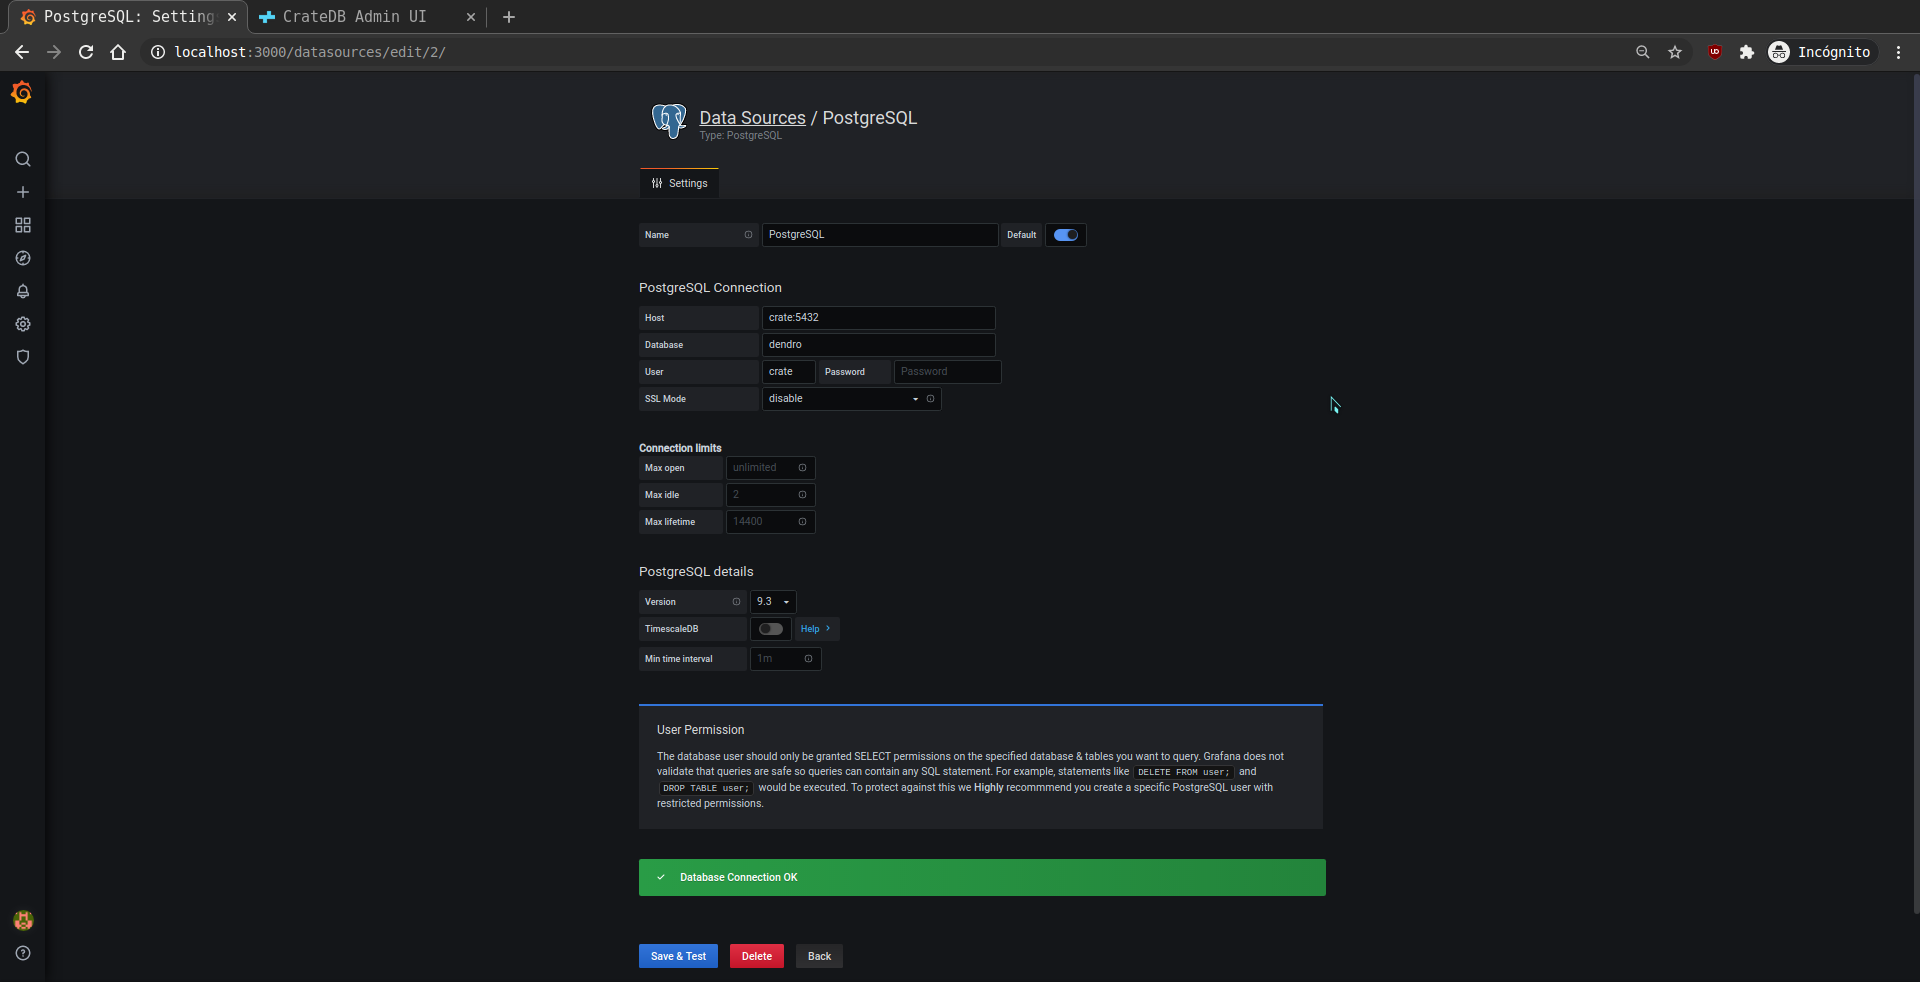 PostgreSQL: Setting
CrateDB Admin UI
localhost:3000/datasources/edit/2/
Incógnito
Data Sources / PostgreSQL
Type: PostgreSQL
Settings
Name PostgreSQL Default
PostgreSQL Connection
Host crate:5432
Database dendro
User crate Password Password
SSL Mode disable
Connection limits
Max open unlimited
Max idle 2
Max lifetime 14400
PostgreSQL details
Version 9.3
TimescaleDB Help
Min time interval 1m
User Permission
The database user should only be granted SELECT permissions on the specified database & tables you want to query. Grafana does not
validate that queries are safe so queries can contain any SQL statement. For example, statements like DELETE FROM user; and
DROP TABLE user; would be executed. To protect against this we Highly recommmend you create a specific PostgreSQL user with
restricted permissions.
Database Connection OK
Save & Test Delete Back